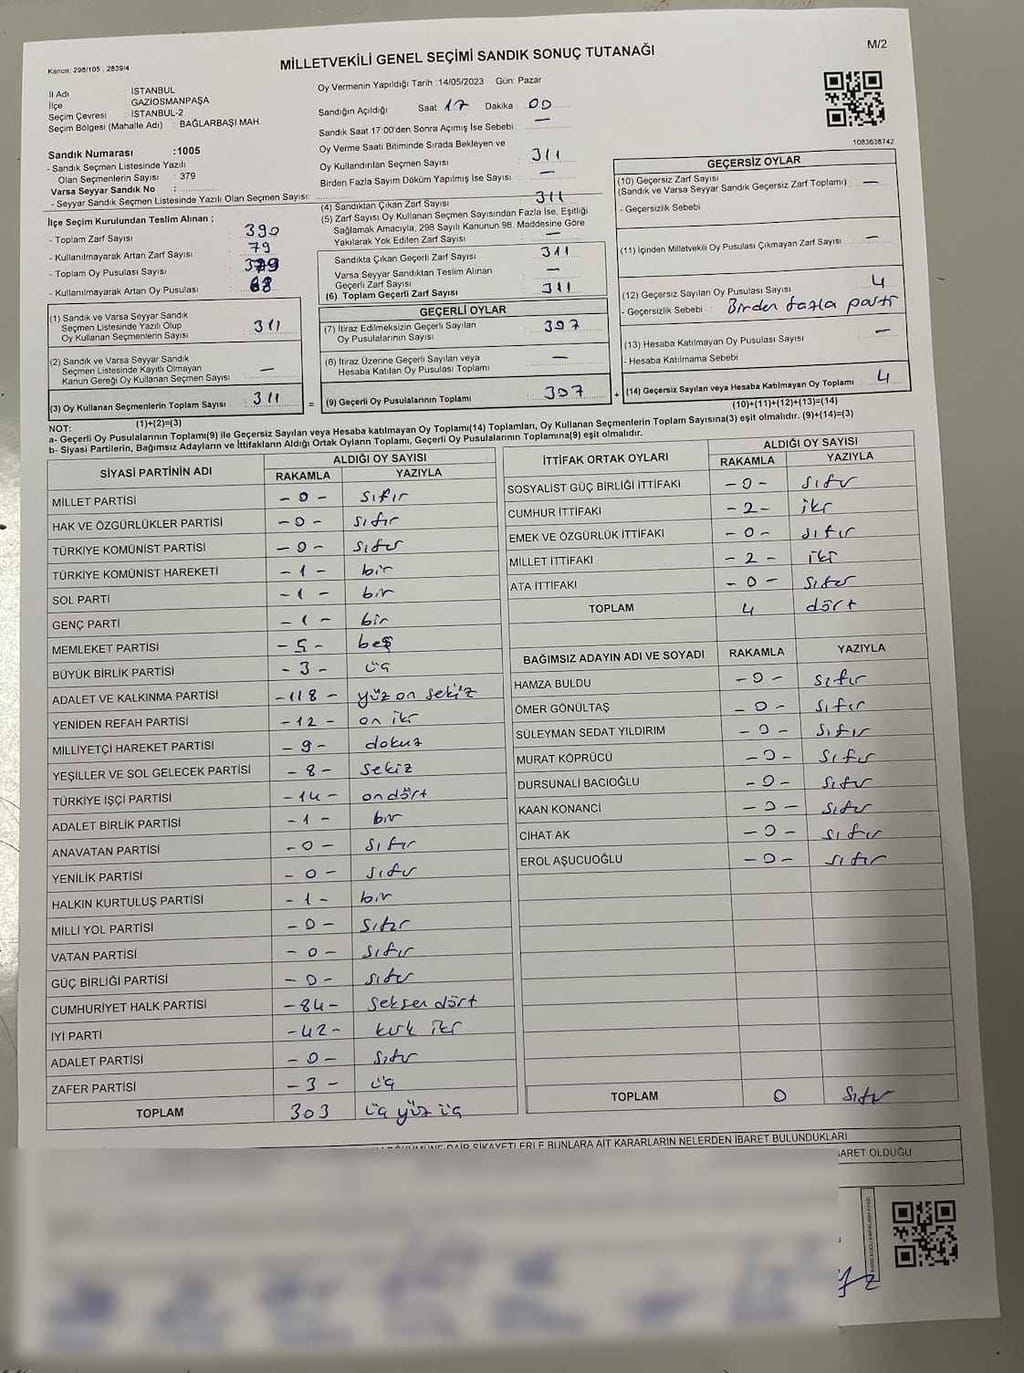 M/2
Kanun: 298/105 , 2839/4
MİLLETVEKİLİ GENEL SEÇİMİ SANDIK SONUÇ TUTANAĞI
İl Adı : İSTANBUL
İlçe : GAZİOSMANPAŞA
Seçim Çevresi : İSTANBUL-2
Seçim Bölgesi (Mahalle Adı) : BAĞLARBAŞI MAH.
Sandık Numarası :1005
- Sandık Seçmen Listesinde Yazılı
Olan Seçmenlerin Sayısı : 379
Varsa Seyyar Sandık No :
- Seyyar Sandık Seçmen Listesinde Yazılı Olan Seçmen Sayısı:
Oy Vermenin Yapıldığı Tarih :14/05/2023 Gün: Pazar
Sandığın Açıldığı Saat 17 Dakika 00
Sandık Saat 17:00'den Sonra Açımış İse Sebebi : —
Oy Verme Saati Bitiminde Sırada Bekleyen ve
Oy Kullandırılan Seçmen Sayısı 311
Birden Fazla Sayım Döküm Yapılmış İse Sayısı —
1083638742
İlçe Seçim Kurulundan Teslim Alınan ;
- Toplam Zarf Sayısı : 390
- Kullanılmayarak Artan Zarf Sayısı : 79
- Toplam Oy Pusulası Sayısı : 379
- Kullanılmayarak Artan Oy Pusulası : 68
(4) Sandıktan Çıkan Zarf Sayısı 311
(5) Zarf Sayısı Oy Kullanan Seçmen Sayısından Fazla İse, Eşitliği
Sağlamak Amacıyla, 298 Sayılı Kanunun 98. Maddesine Göre
Yakılarak Yok Edilen Zarf Sayısı —
Sandıkta Çıkan Geçerli Zarf Sayısı 311
Varsa Seyyar Sandıktan Teslim Alınan
Geçerli Zarf Sayısı —
(6) Toplam Geçerli Zarf Sayısı 311
GEÇERSİZ OYLAR
(10) Geçersiz Zarf Sayısı —
(Sandık ve Varsa Seyyar Sandık Geçersiz Zarf Toplamı)
- Geçersizlik Sebebi :
(11) İçinden Milletvekili Oy Pusulası Çıkmayan Zarf Sayısı —
(12) Geçersiz Sayılan Oy Pusulası Sayısı 4
- Geçersizlik Sebebi : Birden fazla parti
(13) Hesaba Katılmayan Oy Pusulası Sayısı —
- Hesaba Katılmama Sebebi :
(14) Geçersiz Sayılan veya Hesaba Katılmayan Oy Toplamı 4
(10)+(11)+(12)+(13)=(14)
(1) Sandık ve Varsa Seyyar Sandık
Seçmen Listesinde Yazılı Olup
Oy Kullanan Seçmenlerin Sayısı 311
(2) Sandık ve Varsa Seyyar Sandık
Seçmen Listesinde Kayıtlı Olmayan
Kanun Gereği Oy Kullanan Seçmen Sayısı —
(3) Oy Kullanan Seçmenlerin Toplam Sayısı 311
(1)+(2)=(3)
=
GEÇERLİ OYLAR
(7) İtiraz Edilmeksizin Geçerli Sayılan
Oy Pusulalarının Sayısı 307
(8) İtiraz Üzerine Geçerli Sayılan veya
Hesaba Katılan Oy Pusulası Toplamı —
(9) Geçerli Oy Pusulalarının Toplamı 307
+
NOT:
a- Geçerli Oy Pusulalarının Toplamı(9) ile Geçersiz Sayılan veya Hesaba katılmayan Oy Toplamı(14) Toplamları, Oy Kullanan Seçmenlerin Toplam Sayısına(3) eşit olmalıdır. (9)+(14)=(3)
b- Siyasi Partilerin, Bağımsız Adayların ve İttifakların Aldığı Ortak Oyların Toplamı, Geçerli Oy Pusulalarının Toplamına(9) eşit olmalıdır.
SİYASİ PARTİNİN ADI ALDIĞI OY SAYISI
RAKAMLA YAZIYLA
MİLLET PARTİSİ - 0 - sıfır
HAK VE ÖZGÜRLÜKLER PARTİSİ - 0 - sıfır
TÜRKİYE KOMÜNİST PARTİSİ - 0 - sıfır
TÜRKİYE KOMÜNİST HAREKETİ - 1 - bir
SOL PARTİ - 1 - bir
GENÇ PARTİ - 1 - bir
MEMLEKET PARTİSİ - 5 - beş
BÜYÜK BİRLİK PARTİSİ - 3 - üç
ADALET VE KALKINMA PARTİSİ - 118 - yüz on sekiz
YENİDEN REFAH PARTİSİ - 12 - on iki
MİLLİYETÇİ HAREKET PARTİSİ - 9 - dokuz
YEŞİLLER VE SOL GELECEK PARTİSİ - 8 - sekiz
TÜRKİYE İŞÇİ PARTİSİ - 14 - ondört
ADALET BİRLİK PARTİSİ - 1 - bir
ANAVATAN PARTİSİ - 0 - sıfır
YENİLİK PARTİSİ - 0 - sıfır
HALKIN KURTULUŞ PARTİSİ - 1 - bir
MİLLİ YOL PARTİSİ - 0 - sıfır
VATAN PARTİSİ - 0 - sıfır
GÜÇ BİRLİĞİ PARTİSİ - 0 - sıfır
CUMHURİYET HALK PARTİSİ - 84 - seksen dört
İYİ PARTİ - 42 - kırk iki
ADALET PARTİSİ - 0 - sıfır
ZAFER PARTİSİ - 3 - üç
TOPLAM 303 üç yüz üç
İTTİFAK ORTAK OYLARI ALDIĞI OY SAYISI
RAKAMLA YAZIYLA
SOSYALİST GÜÇ BİRLİĞİ İTTİFAKI - 0 - sıfır
CUMHUR İTTİFAKI - 2 - iki
EMEK VE ÖZGÜRLÜK İTTİFAKI - 0 - sıfır
MİLLET İTTİFAKI - 2 - iki
ATA İTTİFAKI - 0 - sıfır
TOPLAM 4 dört
BAĞIMSIZ ADAYIN ADI VE SOYADI RAKAMLA YAZIYLA
HAMZA BULDU - 0 - sıfır
ÖMER GÖNÜLTAŞ - 0 - sıfır
SÜLEYMAN SEDAT YILDIRIM - 0 - sıfır
MURAT KÖPRÜCÜ - 0 - sıfır
DURSUNALİ BACIOĞLU - 0 - sıfır
KAAN KONANCİ - 0 - sıfır
CİHAT AK - 0 - sıfır
EROL AŞUCUOĞLU - 0 - sıfır
TOPLAM 0 sıfır
DAİR ŞİKAYETLERLE BUNLARA AİT KARARLARIN NELERDEN İBARET BULUNDUKLARI
OLDUĞU